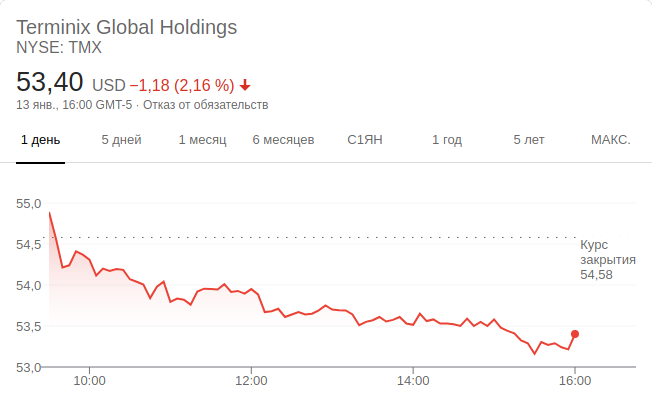 Terminix Global Holdings
NYSE: TMX
53,40 USD −1,18 (2,16 %)
13 янв., 16:00 GMT-5 · Отказ от обязательств
1 день 5 дней 1 месяц 6 месяцев С1ЯН 1 год 5 лет МАКС.
55,0
54,5
Курс
закрытия
54,58
54,0
53,5
53,0
10:00 12:00 14:00 16:00